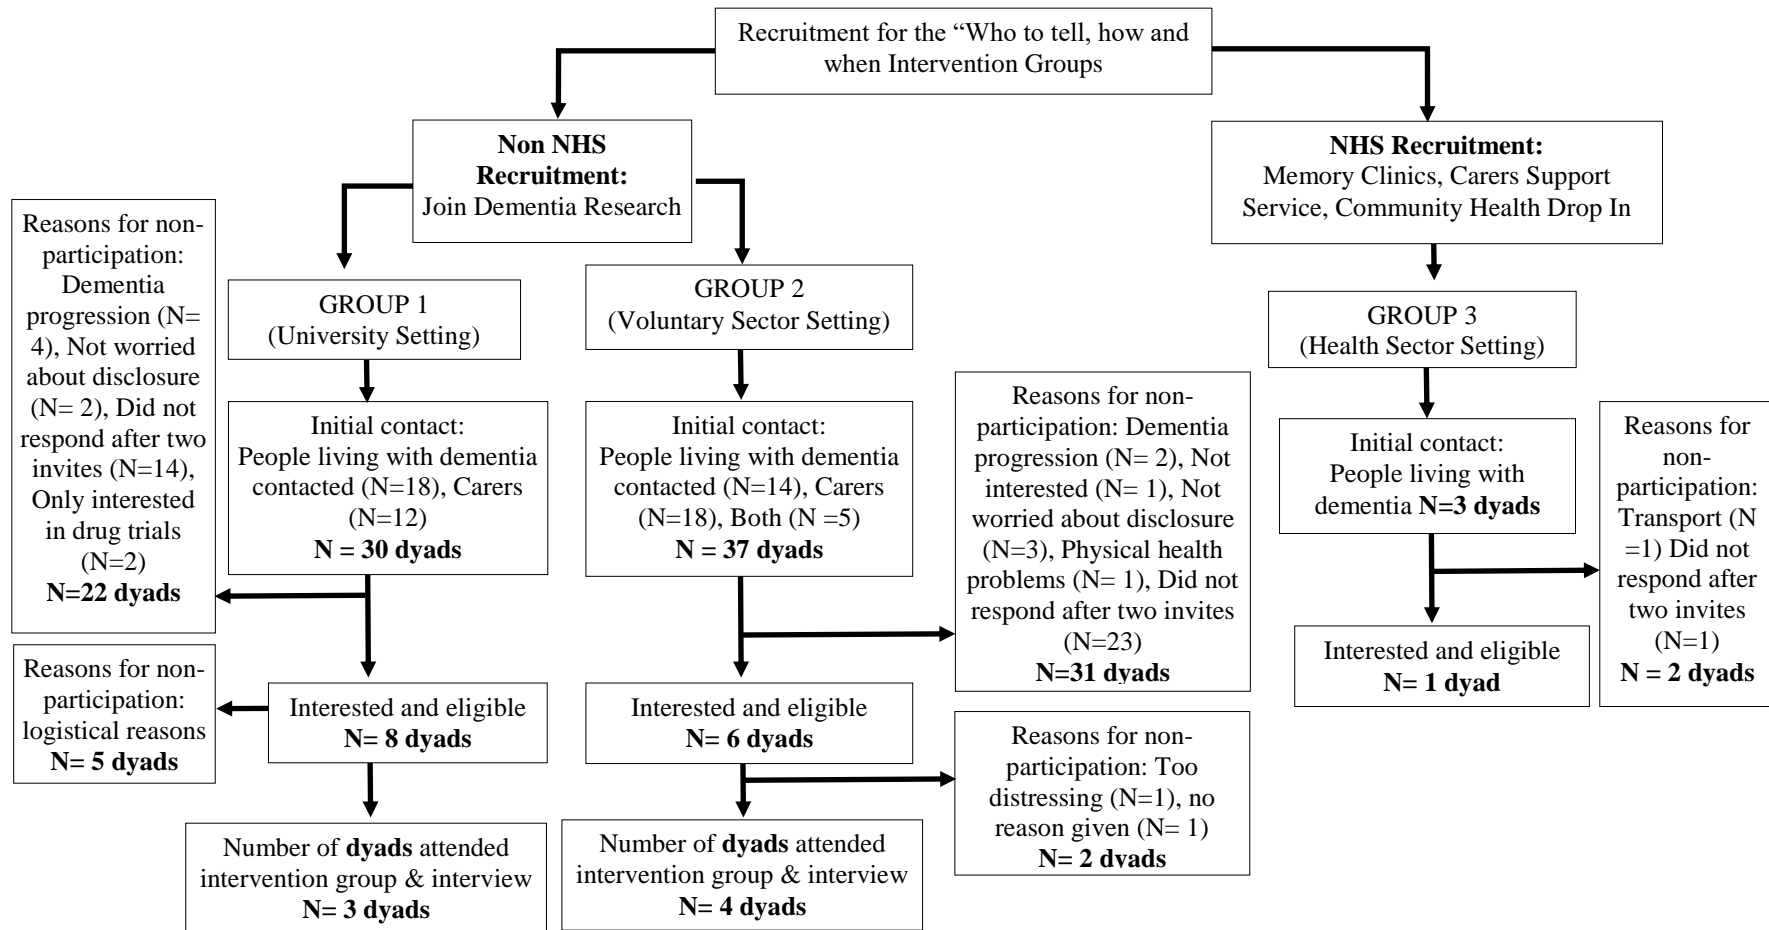 Recruitment for the “Who to tell, how and
when Intervention Groups
Non NHS
Recruitment:
Join Dementia Research
NHS Recruitment:
Memory Clinics, Carers Support
Service, Community Health Drop In
Reasons for non-
participation:
Dementia
progression (N=
4), Not worried
about disclosure
(N= 2), Did not
respond after two
invites (N=14),
Only interested
in drug trials
(N=2)
N=22 dyads
GROUP 1
(University Setting)
GROUP 2
(Voluntary Sector Setting)
GROUP 3
(Health Sector Setting)
Initial contact:
People living with dementia
contacted (N=18), Carers
(N=12)
N = 30 dyads
Initial contact:
People living with dementia
contacted (N=14), Carers
(N=18), Both (N =5)
N = 37 dyads
Reasons for non-
participation: Dementia
progression (N= 2), Not
interested (N= 1), Not
worried about disclosure
(N=3), Physical health
problems (N= 1), Did not
respond after two invites
(N=23)
N=31 dyads
Initial contact:
People living with
dementia N=3 dyads
Reasons for
non-
participation:
Transport (N
=1) Did not
respond after
two invites
(N=1)
N = 2 dyads
Reasons for non-
participation:
logistical reasons
N= 5 dyads
Interested and eligible
N= 8 dyads
Interested and eligible
N= 6 dyads
Interested and eligible
N= 1 dyad
Reasons for non-
participation: Too
distressing (N=1), no
reason given (N= 1)
N= 2 dyads
Number of dyads attended
intervention group & interview
N= 3 dyads
Number of dyads attended
intervention group & interview
N= 4 dyads